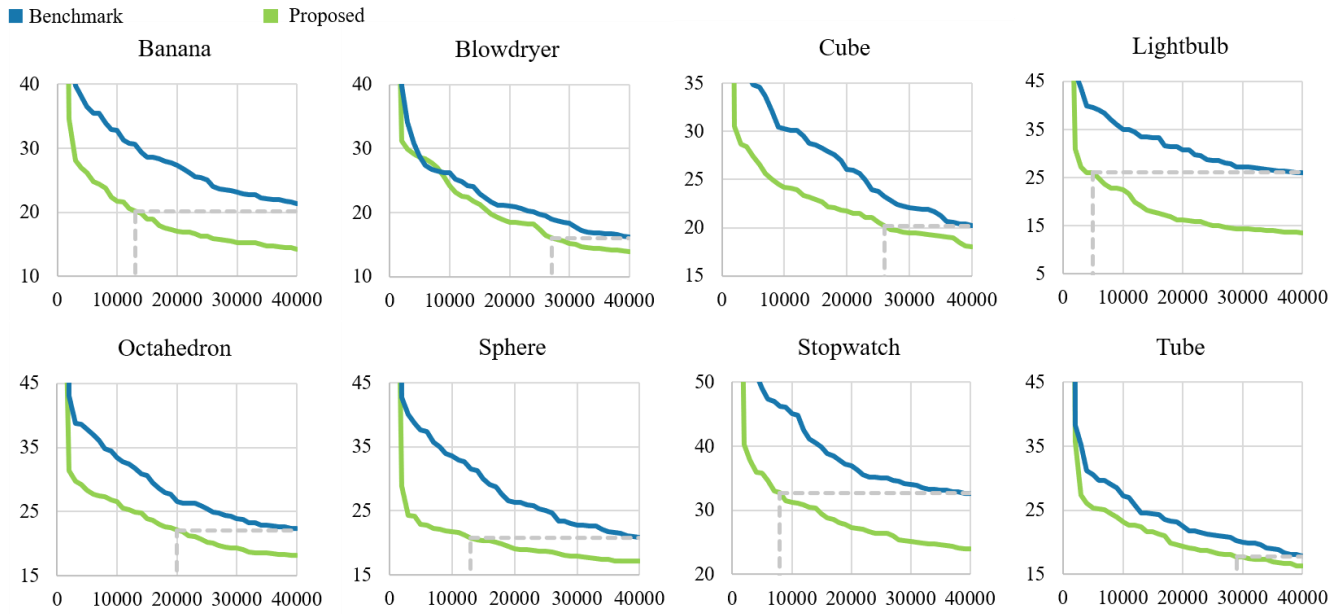 Benchmark Proposed
Banana Blowdryer Cube Lightbulb
40 40 35 45
30 30 30 35
25 25
20 20 20 15
10 10 15 5
0 10000 20000 30000 40000 0 10000 20000 30000 40000 0 10000 20000 30000 40000 0 10000 20000 30000 40000
Octahedron Sphere Stopwatch Tube
45 45 50 45
35 35 40 35
25 25 30 25
15 15 20 15
0 10000 20000 30000 40000 0 10000 20000 30000 40000 0 10000 20000 30000 40000 0 10000 20000 30000 40000